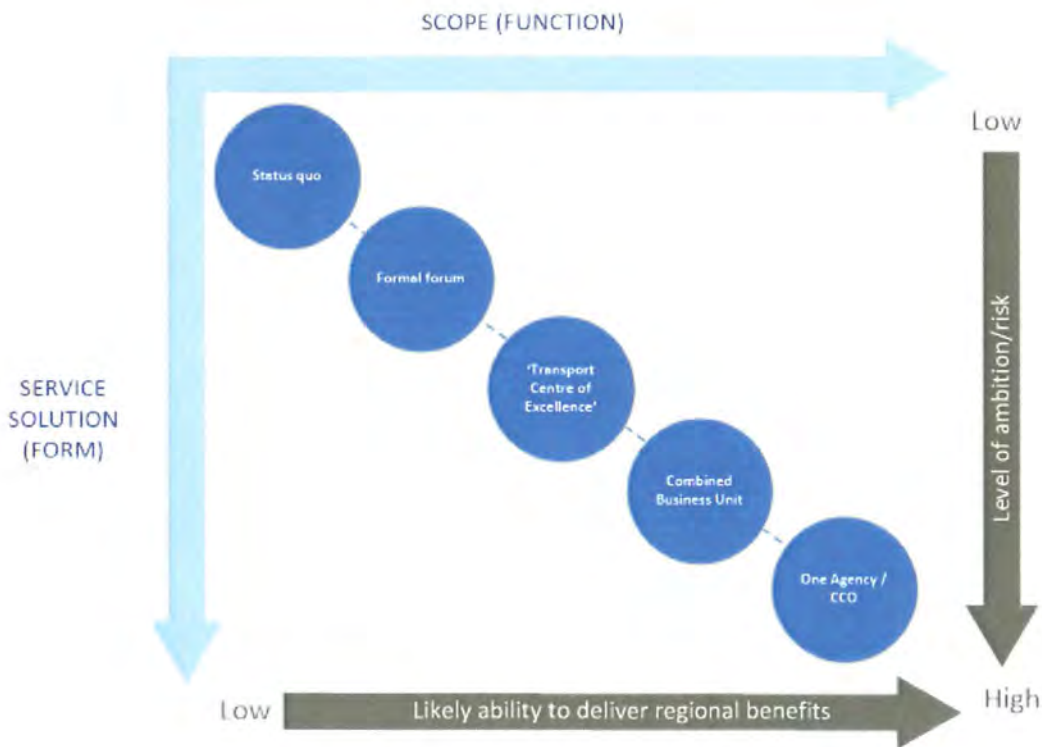 SCOPE (FUNCTION)
Low
Status quo
Formal forum
'Transport
Centre of
Excellence'
SERVICE
SOLUTION
(FORM)
Level of ambition/risk
Combined
Business Unit
One Agency /
CCO
Low
Likely ability to deliver regional benefits
High